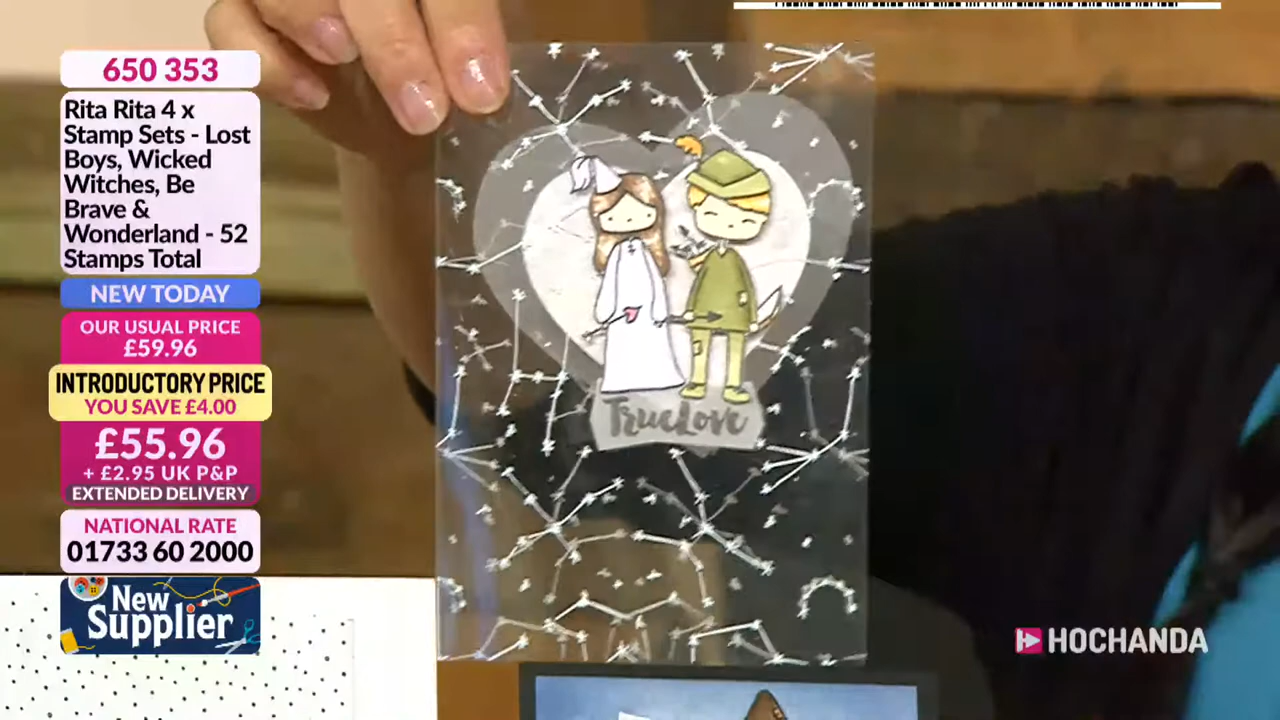 650 353
Rita Rita 4 x
Stamp Sets - Lost
Boys, Wicked
Witches, Be
Brave &
Wonderland - 52
Stamps Total
NEW TODAY
OUR USUAL PRICE
£59.96
INTRODUCTORY PRICE
YOU SAVE £4.00
£55.96
+ £2.95 UK P&P
EXTENDED DELIVERY
NATIONAL RATE
01733 60 2000
New
Supplier
True Love
HOCHANDA